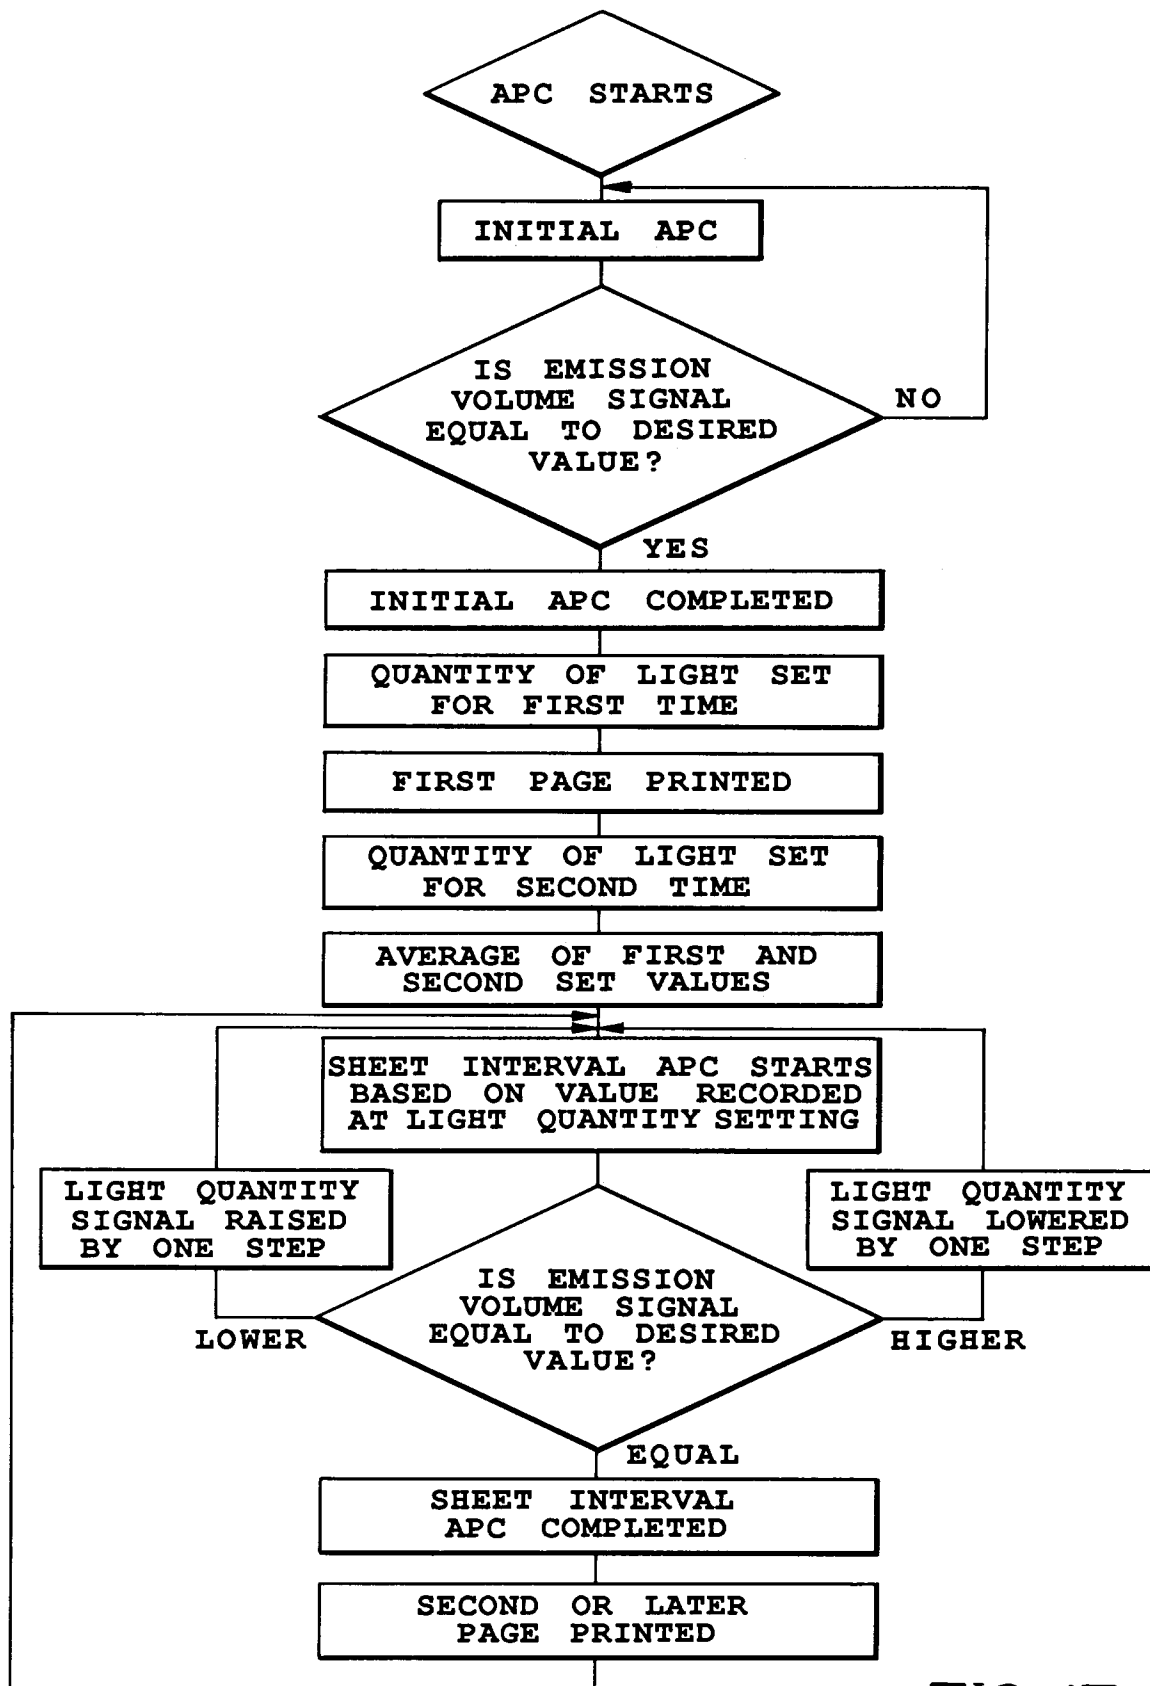 APC STARTS
INITIAL APC
IS EMISSION
VOLUME SIGNAL
EQUAL TO DESIRED
VALUE?
NO
YES
INITIAL APC COMPLETED
QUANTITY OF LIGHT SET
FOR FIRST TIME
FIRST PAGE PRINTED
QUANTITY OF LIGHT SET
FOR SECOND TIME
AVERAGE OF FIRST AND
SECOND SET VALUES
SHEET INTERVAL APC STARTS
BASED ON VALUE RECORDED
AT LIGHT QUANTITY SETTING
LIGHT QUANTITY
SIGNAL RAISED
BY ONE STEP
LIGHT QUANTITY
SIGNAL LOWERED
BY ONE STEP
IS EMISSION
VOLUME SIGNAL
EQUAL TO DESIRED
VALUE?
LOWER
HIGHER
EQUAL
SHEET INTERVAL
APC COMPLETED
SECOND OR LATER
PAGE PRINTED